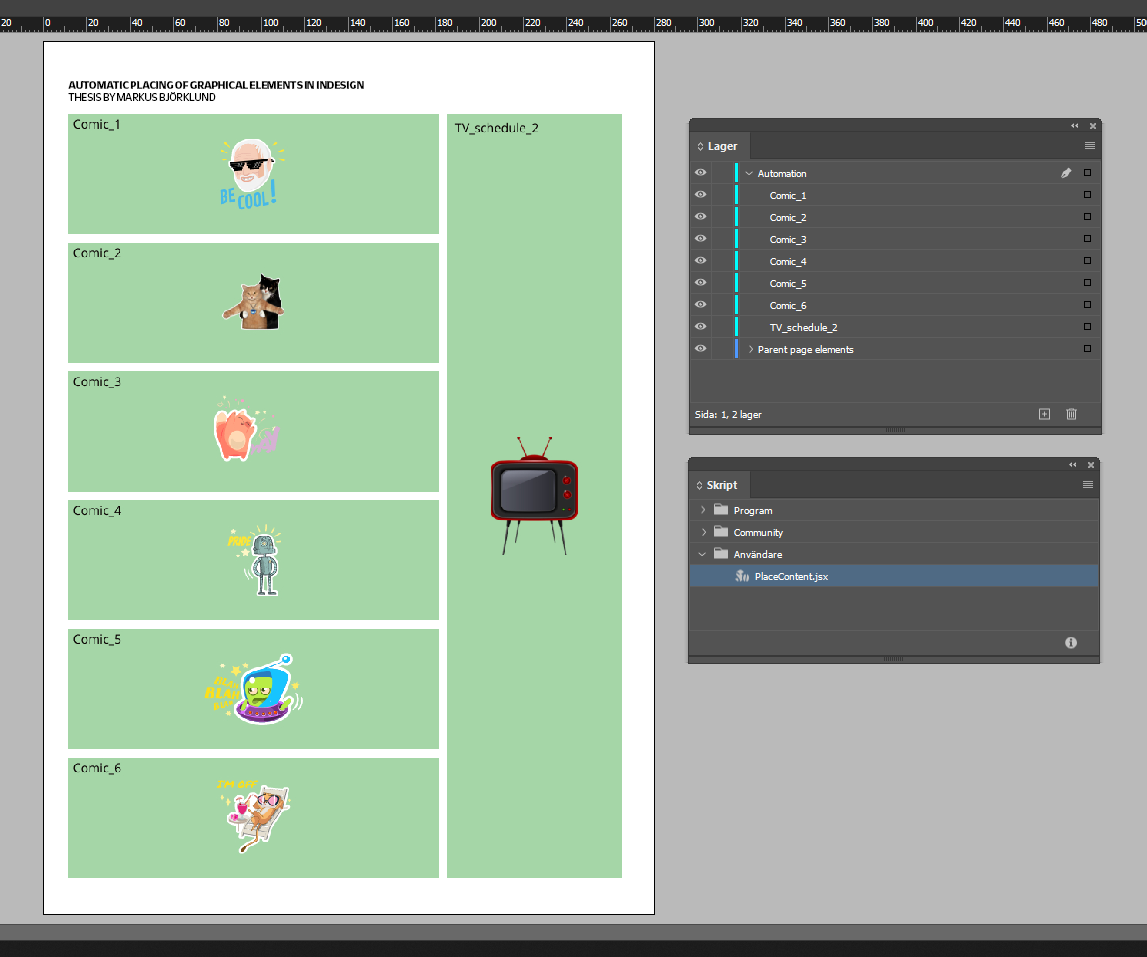 20 0 20 40 60 80 100 120 140 160 180 200 220 240 260 280 300 320 340 360 380 400 420 440 460 480 500
AUTOMATIC PLACING OF GRAPHICAL ELEMENTS IN INDESIGN
THESIS BY MARKUS BJÖRKLUND
Comic_1
BE
COOL!
Comic_2
Comic_3
Comic_4
PRIDE
Comic_5
BLAH
BLAH
BLAH
Comic_6
I'M OFF
TV_schedule_2
Lager
Automation
Comic_1
Comic_2
Comic_3
Comic_4
Comic_5
Comic_6
TV_schedule_2
Parent page elements
Sida: 1, 2 lager
Skript
Program
Community
Användare
PlaceContent.jsx